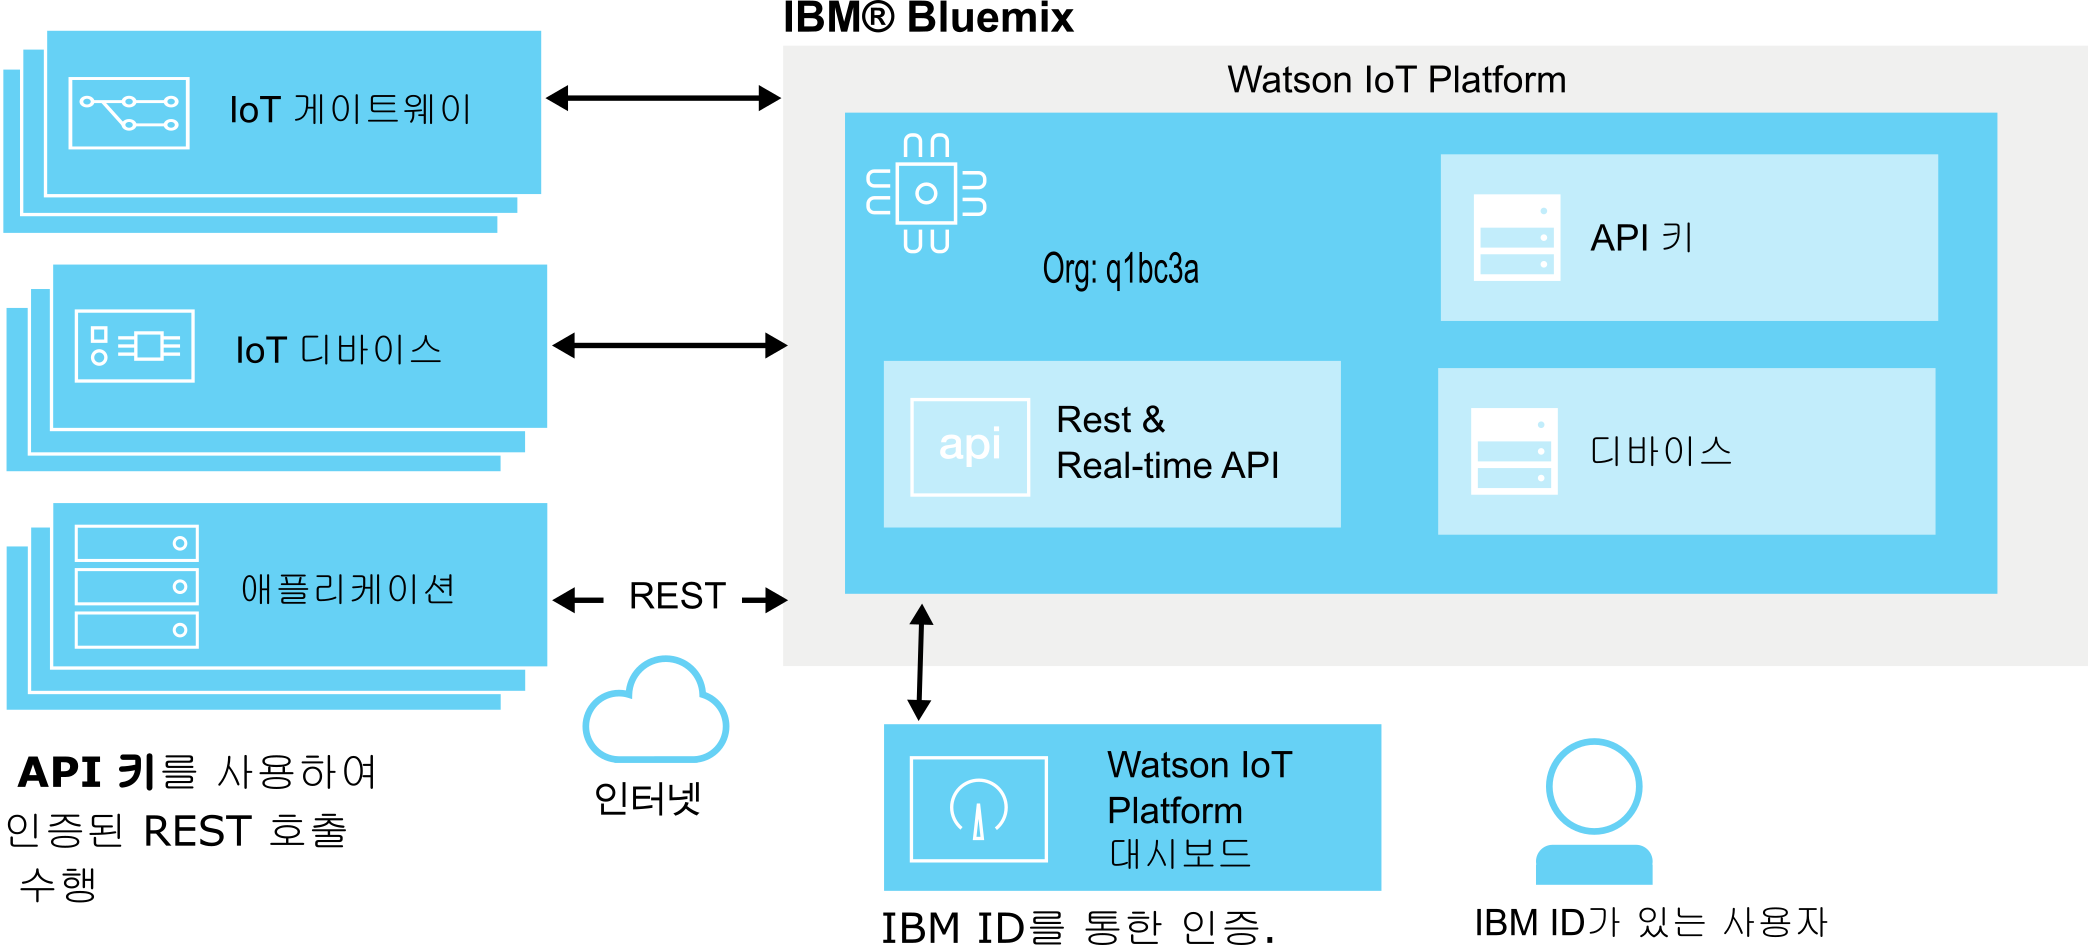 IBM® Bluemix
Watson IoT Platform
IoT 게이트웨이
API 키
Org: q1bc3a
IoT 디바이스
api
Rest &
Real-time API
디바이스
애플리케이션
REST
인터넷
API 키를 사용하여
인증된 REST 호출
수행
Watson IoT
Platform
대시보드
IBM ID를 통한 인증.
IBM ID가 있는 사용자